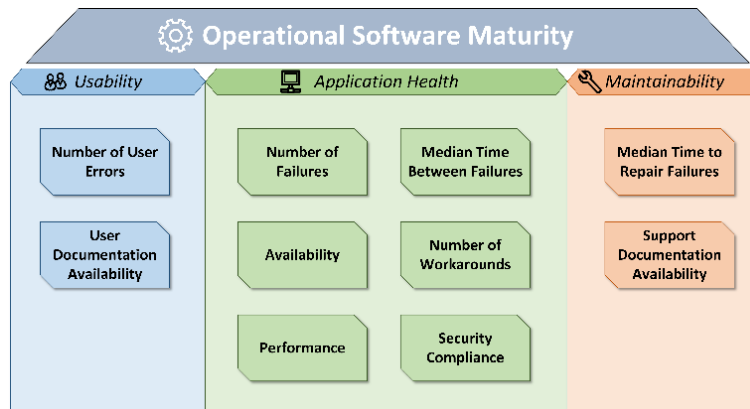 Operational Software Maturity
Usability
Application Health
Maintainability
Number of User
Errors
User
Documentation
Availability
Number of
Failures
Median Time
Between Failures
Availability
Number of
Workarounds
Performance
Security
Compliance
Median Time to
Repair Failures
Support
Documentation
Availability